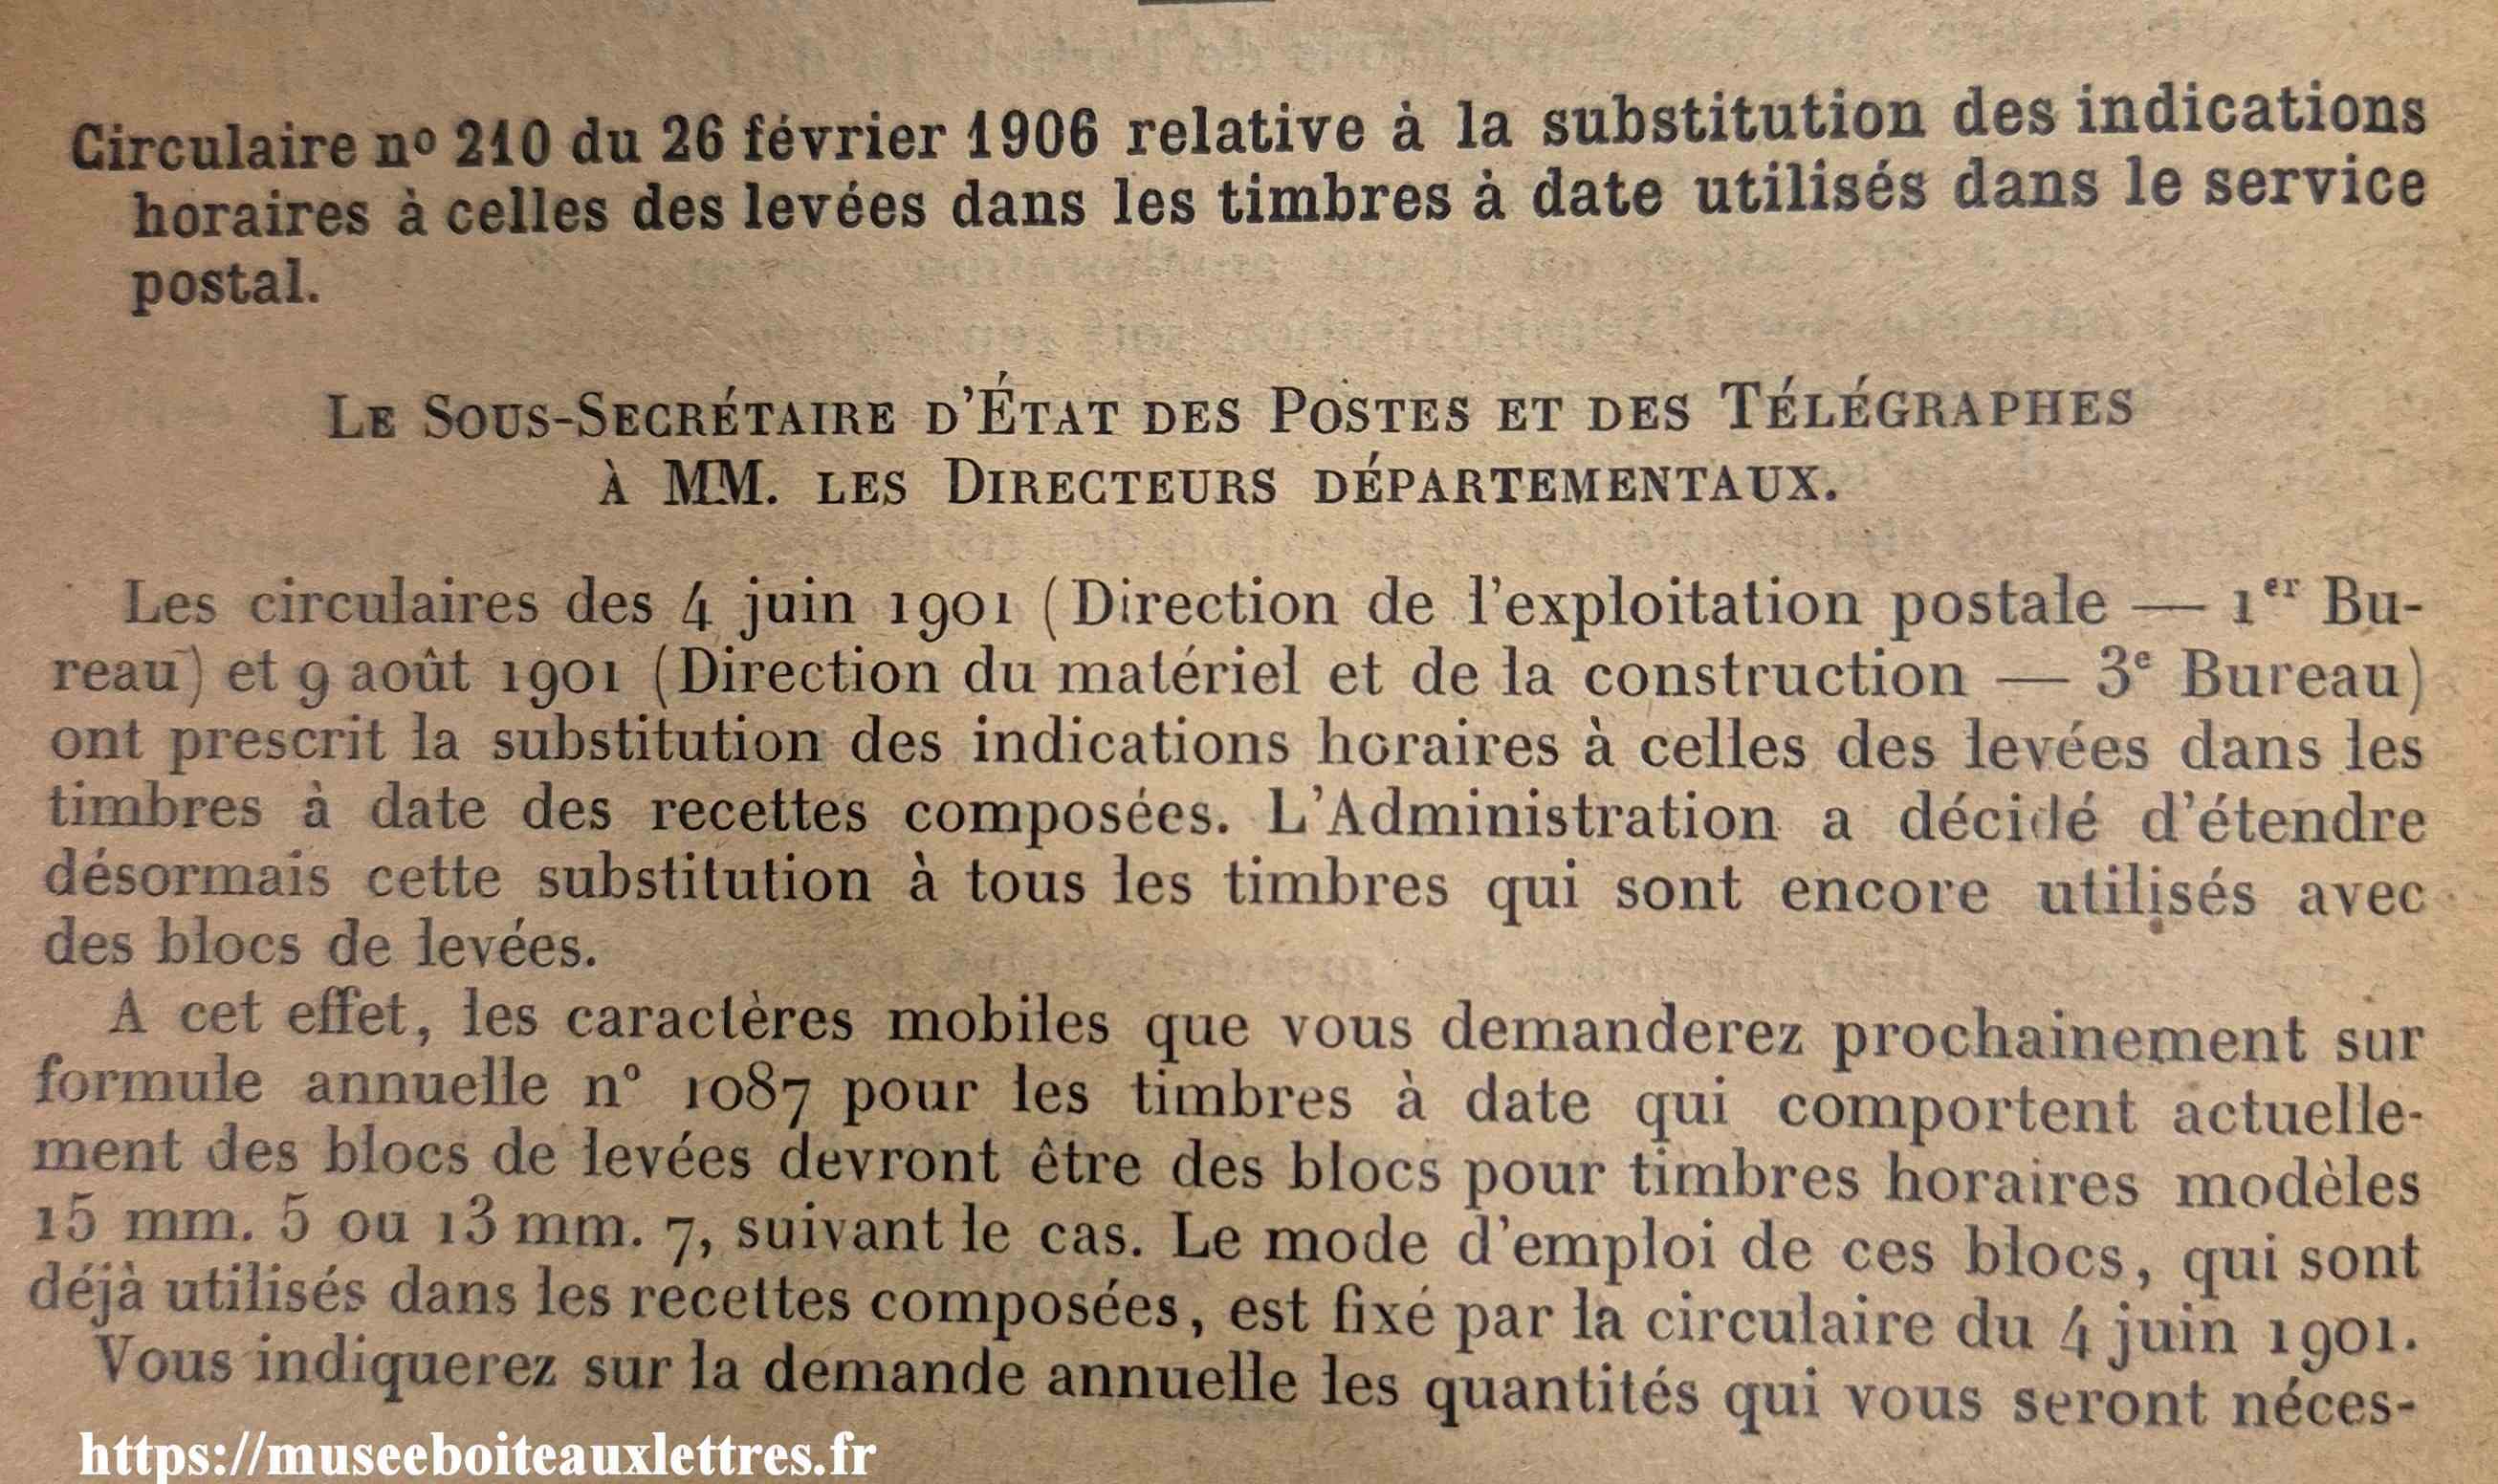 Circulaire nº 210 du 26 février 1906 relative à la substitution des indications
horaires à celles des levées dans les timbres à date utilisés dans le service
postal.
LE SOUS-SECRÉTAIRE D'ÉTAT DES POSTES ET DES TÉLÉGRAPHES
À MM. LES DIRECTEURS DÉPARTEMENTAUX.
Les circulaires des 4 juin 1901 (Direction de l'exploitation postale — 1er Bu-
reau) et 9 août 1901 (Direction du matériel et de la construction — 3e Bureau)
ont prescrit la substitution des indications horaires à celles des levées dans les
timbres à date des recettes composées. L'Administration a décidé d'étendre
désormais cette substitution à tous les timbres qui sont encore utilisés avec
des blocs de levées.
A cet effet, les caractères mobiles que vous demanderez prochainement sur
formule annuelle n° 1087 pour les timbres à date qui comportent actuelle-
ment des blocs de levées devront être des blocs pour timbres horaires modèles
15 mm. 5 ou 13 mm. 7, suivant le cas. Le mode d'emploi de ces blocs, qui sont
déjà utilisés dans les recettes composées, est fixé par la circulaire du 4 juin 1901.
Vous indiquerez sur la demande annuelle les quantités qui vous seront néces-
https://museeboiteauxlettres.fr